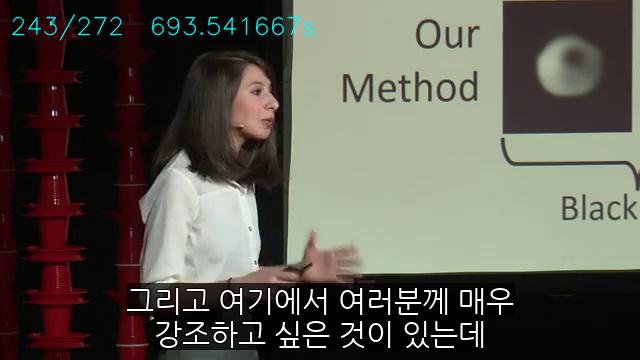 243/272 693.541667s
Our
Method
Black
그리고 여기에서 여러분께 매우
강조하고 싶은 것이 있는데